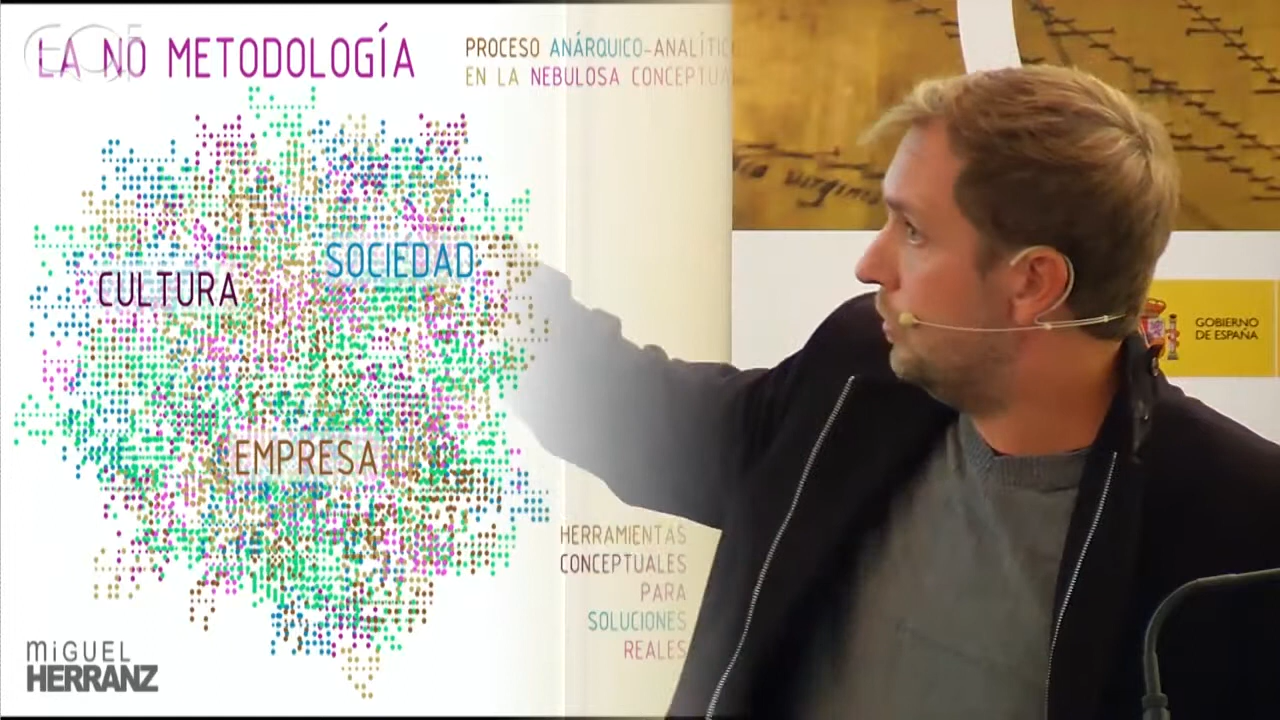 EOI
LA NO METODOLOGÍA
PROCESO ANÁRQUICO-ANALÍTIC
EN LA NEBULOSA CONCEPTUA
SOCIEDAD
CULTURA
EMPRESA
GOBIERNO
DE ESPAÑA
HERRAMIENTAS
CONCEPTUALES
PARA
SOLUCIONES
REALES
MiGUEL
HERRANZ